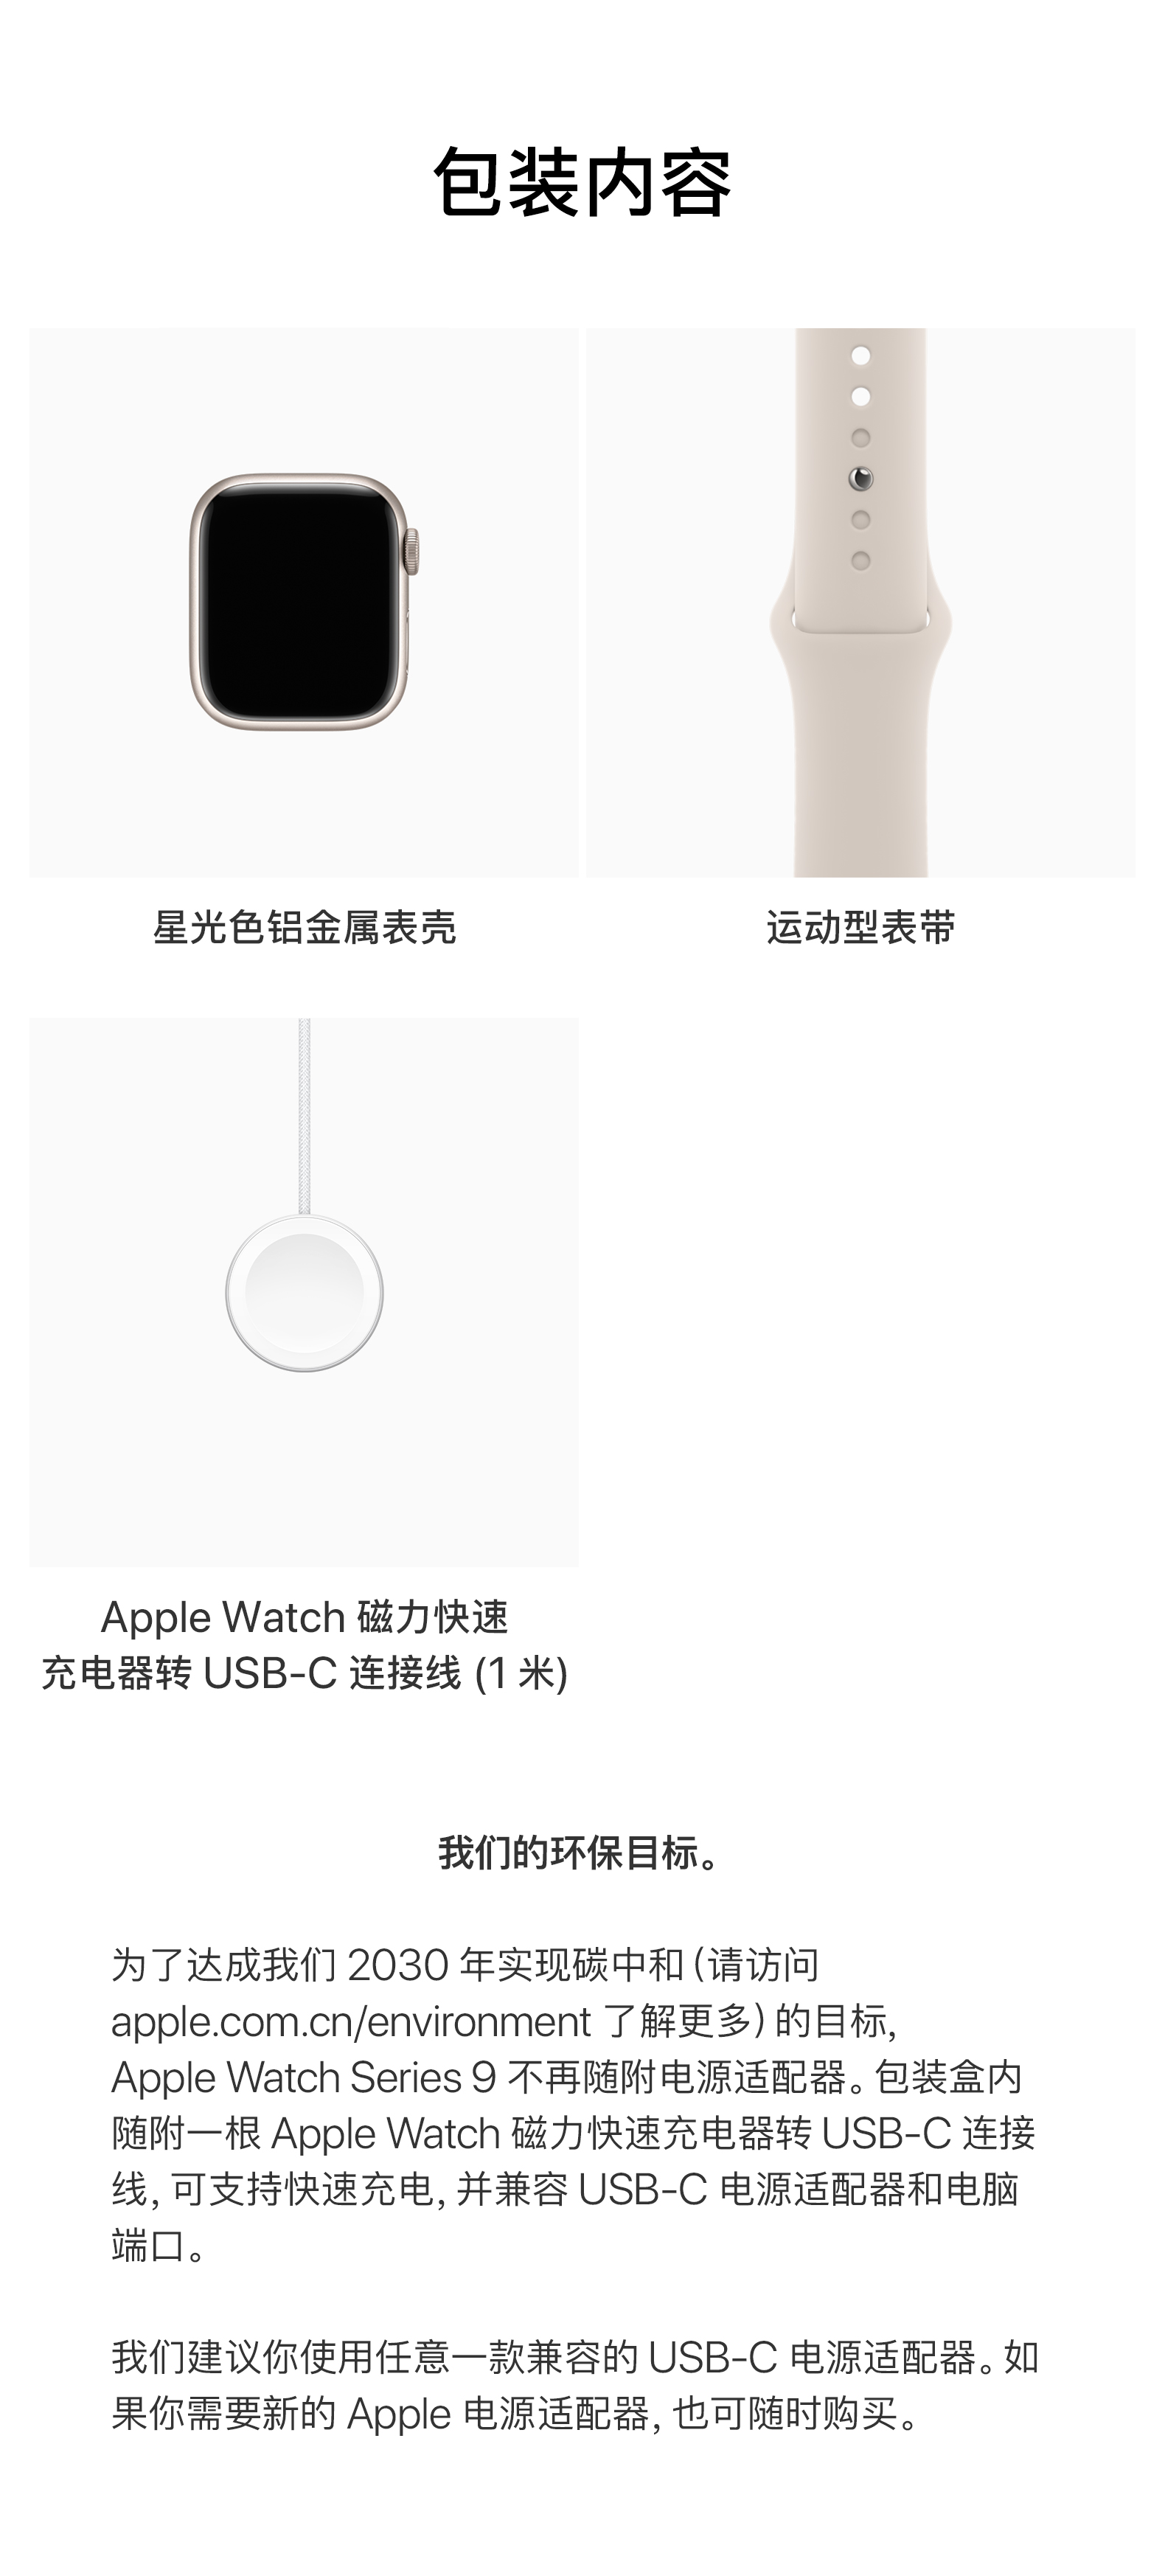 包装内容
星光色铝金属表壳
运动型表带
Apple Watch 磁力快速
充电器转 USB-C 连接线 (1 米)
我们的环保目标。
为了达成我们 2030 年实现碳中和 (请访问
apple.com.cn/environment 了解更多) 的目标,
Apple Watch Series 9 不再随附电源适配器。包装盒内
随附一根 Apple Watch 磁力快速充电器转 USB-C 连接
线, 可支持快速充电, 并兼容 USB-C 电源适配器和电脑
端口。
我们建议你使用任意一款兼容的 USB-C 电源适配器。如
果你需要新的 Apple 电源适配器, 也可随时购买。